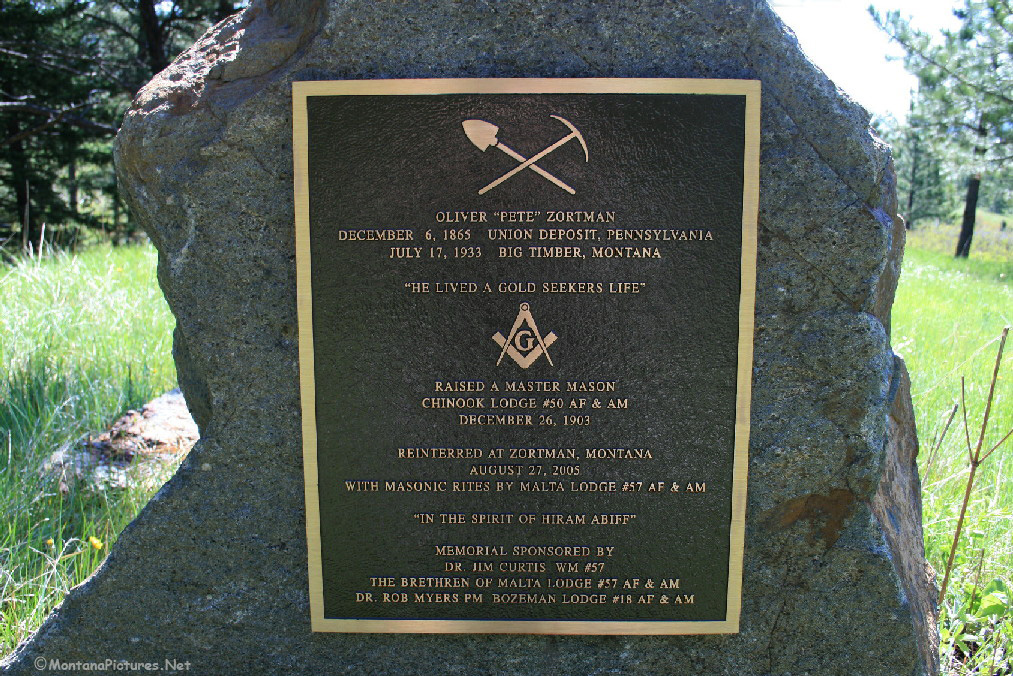 OLIVER "PETE" ZORTMAN
DECEMBER 6, 1865 UNION DEPOSIT, PENNSYLVANIA
JULY 17, 1933 BIG TIMBER, MONTANA
"HE LIVED A GOLD SEEKERS LIFE"
G
RAISED A MASTER MASON
CHINOOK LODGE #50 AF & AM
DECEMBER 26, 1903
REINTERRED AT ZORTMAN, MONTANA
AUGUST 27, 2005
WITH MASONIC RITES BY MALTA LODGE #57 AF & AM
"IN THE SPIRIT OF HIRAM ABIFF"
MEMORIAL SPONSORED BY
DR. JIM CURTIS WM #57
THE BRETHREN OF MALTA LODGE #57 AF & AM
DR. ROB MYERS PM BOZEMAN LODGE #18 AF & AM
©MontanaPictures.Net